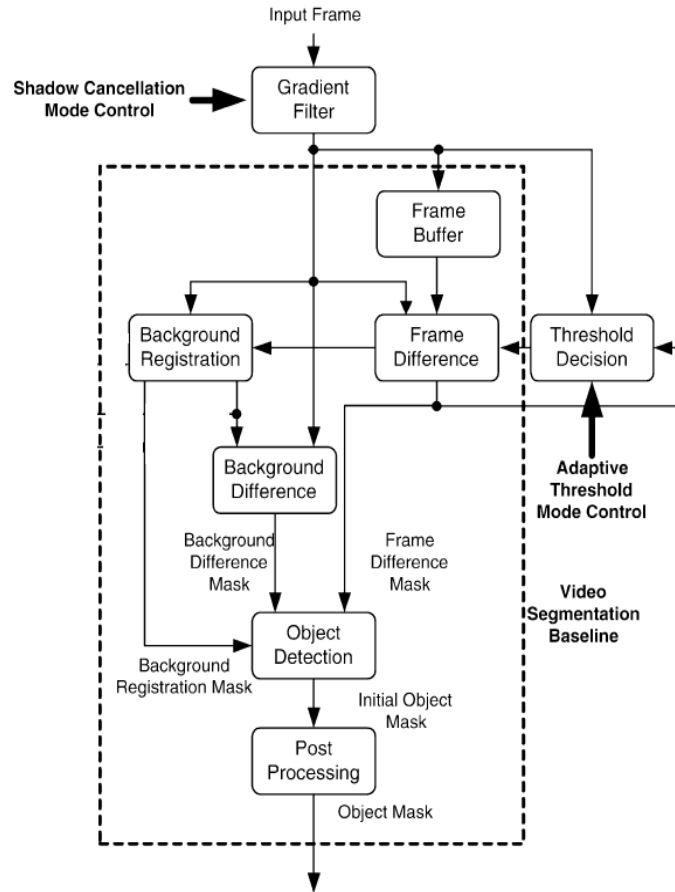 Input Frame
Shadow Cancellation
Mode Control
Gradient
Filter
Frame
Buffer
Background
Registration
Frame
Difference
Threshold
Decision
Background
Difference
Adaptive
Threshold
Mode Control
Background
Difference
Mask
Frame
Difference
Mask
Video
Segmentation
Baseline
Object
Detection
Background
Registration Mask
Initial Object
Mask
Post
Processing
Object Mask